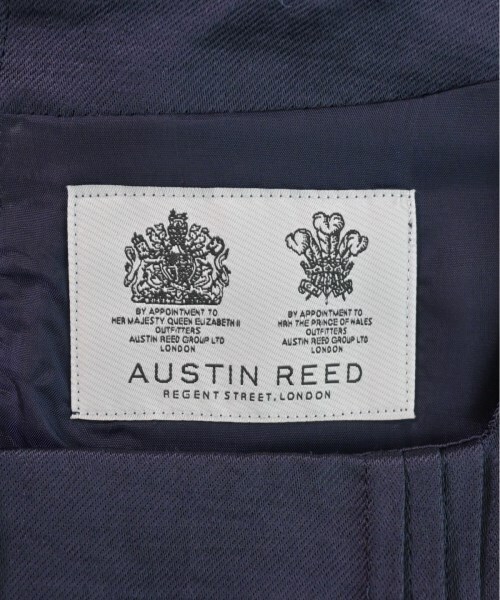 BY APPOINTMENT TO
HER MAJESTY QUEEN ELIZABETH II
OUTFITTERS
AUSTIN REED GROUP LTD
LONDON
BY APPOINTMENT TO
HRH THE PRINCE OF WALES
OUTFITTERS
AUSTIN REED GROUP LTD
LONDON
AUSTIN REED
REGENT STREET, LONDON